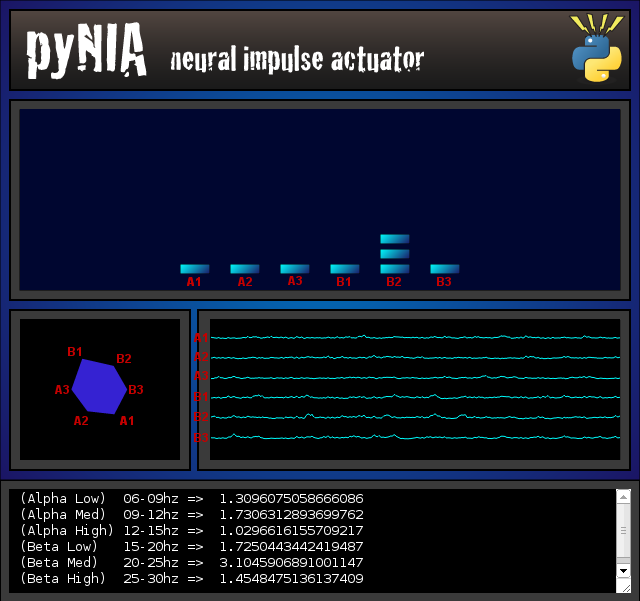 pyNIA neural impulse actuator
A1 A2 A3 B1 B2 B3
B1 B2
A3 B3
A2 A1
A1
A2
A3
B1
B2
B3
(Alpha Low) 06-09hz => 1.3096075058666086
(Alpha Med) 09-12hz => 1.7306312893699762
(Alpha High) 12-15hz => 1.0296616155709217
(Beta Low) 15-20hz => 1.7250443442419487
(Beta Med) 20-25hz => 3.1045906891001147
(Beta High) 25-30hz => 1.4548475136137409